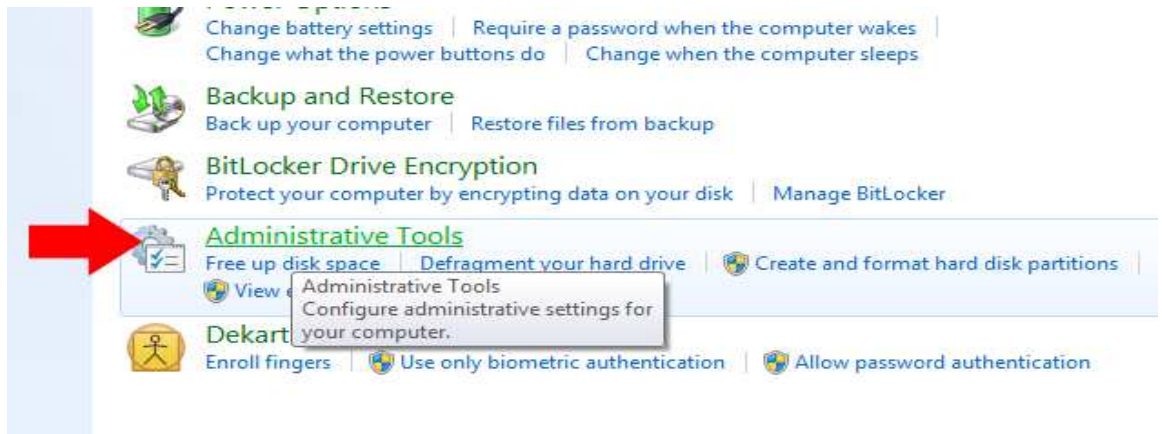 Power Options
Change battery settings Require a password when the computer wakes
Change what the power buttons do Change when the computer sleeps
Backup and Restore
Back up your computer Restore files from backup
BitLocker Drive Encryption
Protect your computer by encrypting data on your disk Manage BitLocker
Administrative Tools
Free up disk space Defragment your hard drive Create and format hard disk partitions
View
Administrative Tools
Configure administrative settings for
your computer.
Dekart
Enroll fingers Use only biometric authentication Allow password authentication